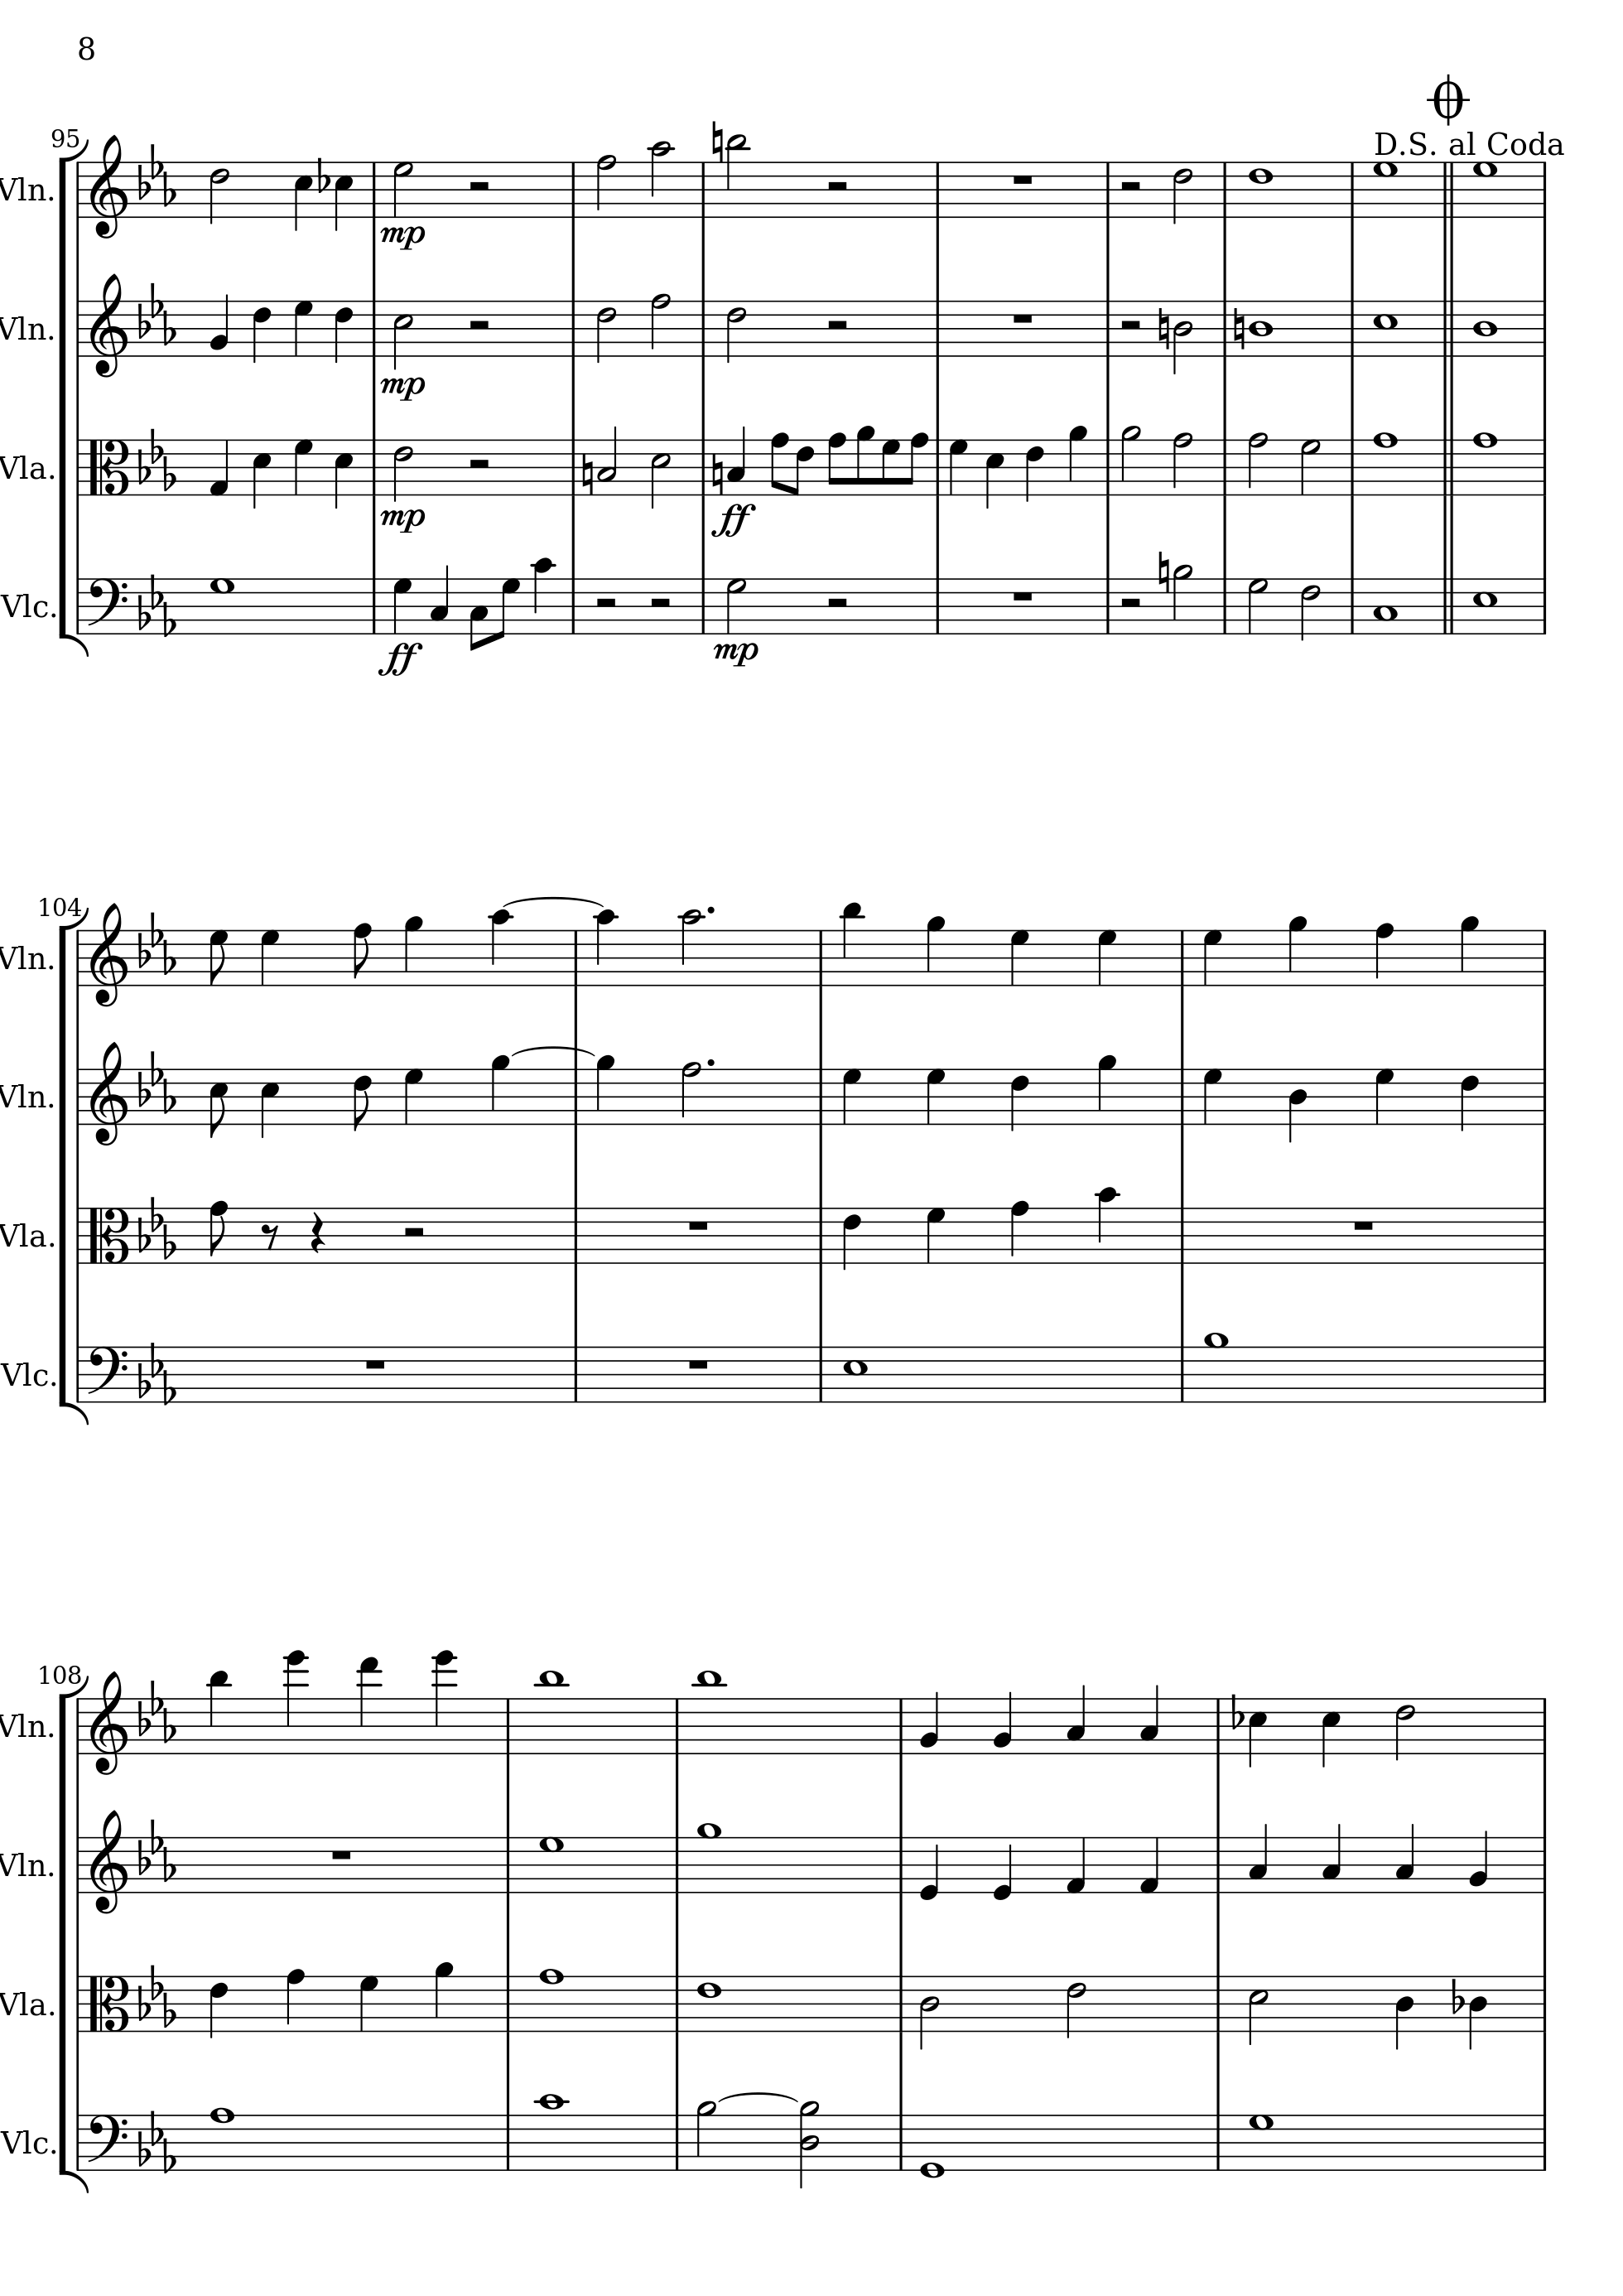 8
D.S. al Coda
95
Vln.
mp
Vln.
mp
Vla.
mp ff
Vlc.
ff mp
104
Vln.
Vln.
Vla.
Vlc.
108
Vln.
Vln.
Vla.
Vlc.